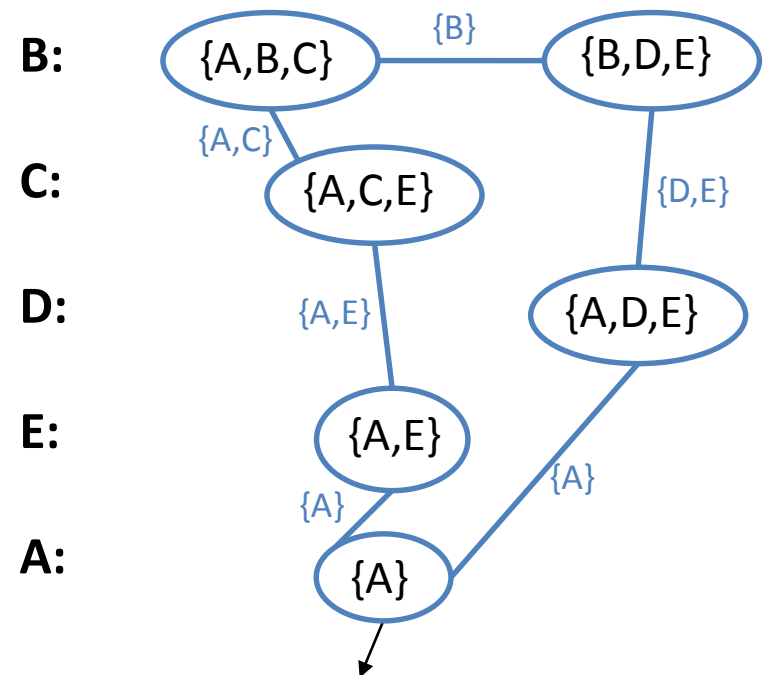 B: {A,B,C} {B} {B,D,E}
{A,C}
C: {A,C,E} {D,E}
D: {A,E} {A,D,E}
E: {A,E}
{A} {A}
A: {A}